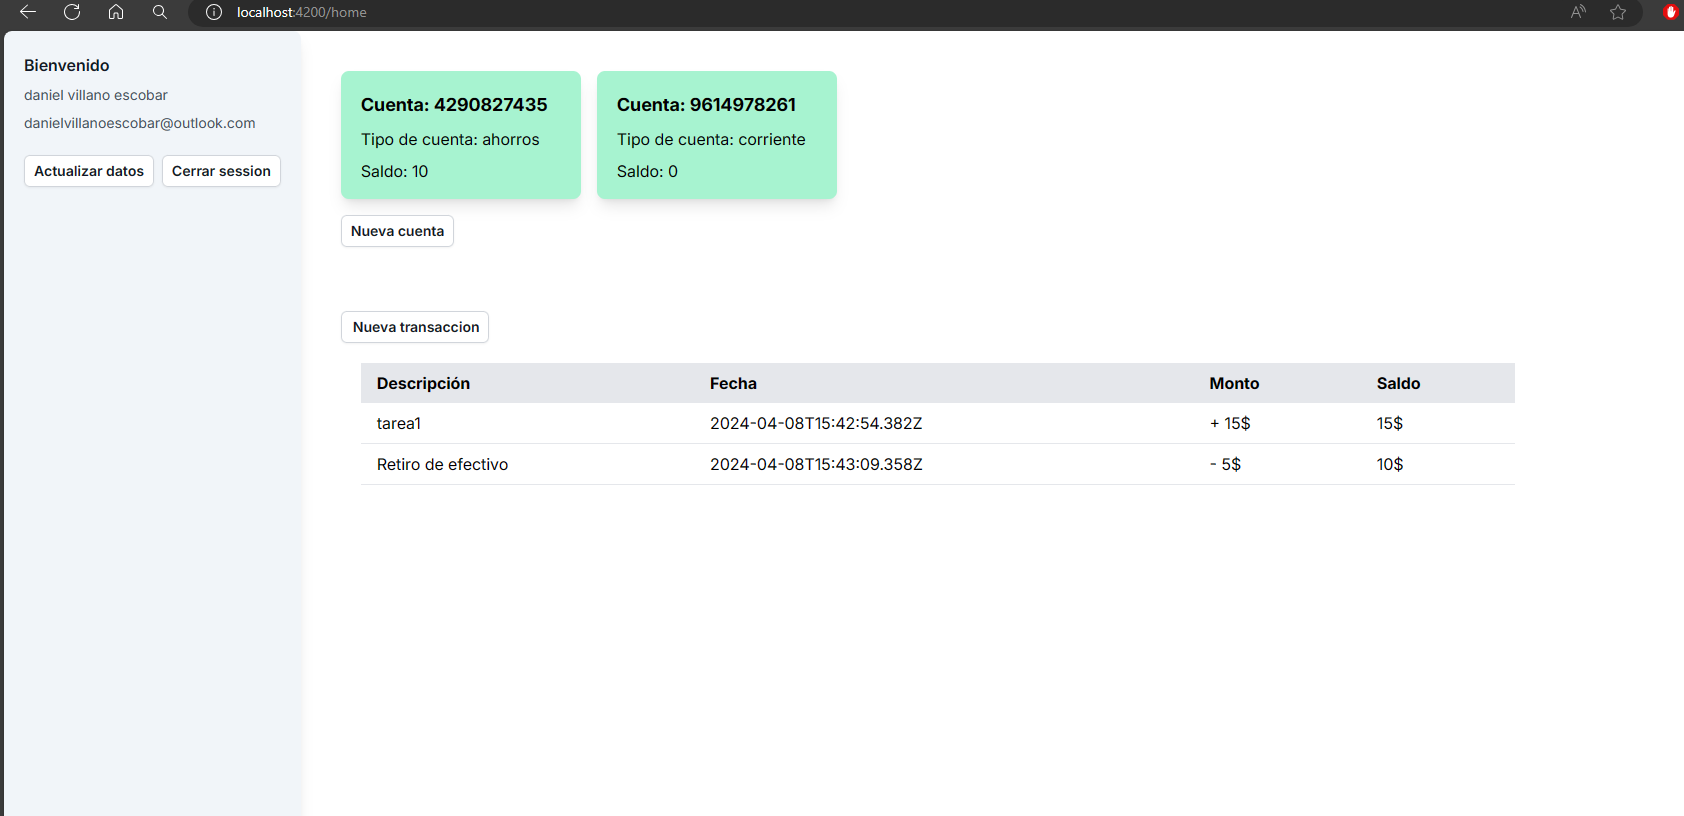 localhost:4200/home
Bienvenido
daniel villano escobar
danielvillanoescobar@outlook.com
Actualizar datos Cerrar session
Cuenta: 4290827435
Tipo de cuenta: ahorros
Saldo: 10
Cuenta: 9614978261
Tipo de cuenta: corriente
Saldo: 0
Nueva cuenta
Nueva transaccion
Descripción Fecha Monto Saldo
tarea1 2024-04-08T15:42:54.382Z + 15$ 15$
Retiro de efectivo 2024-04-08T15:43:09.358Z - 5$ 10$